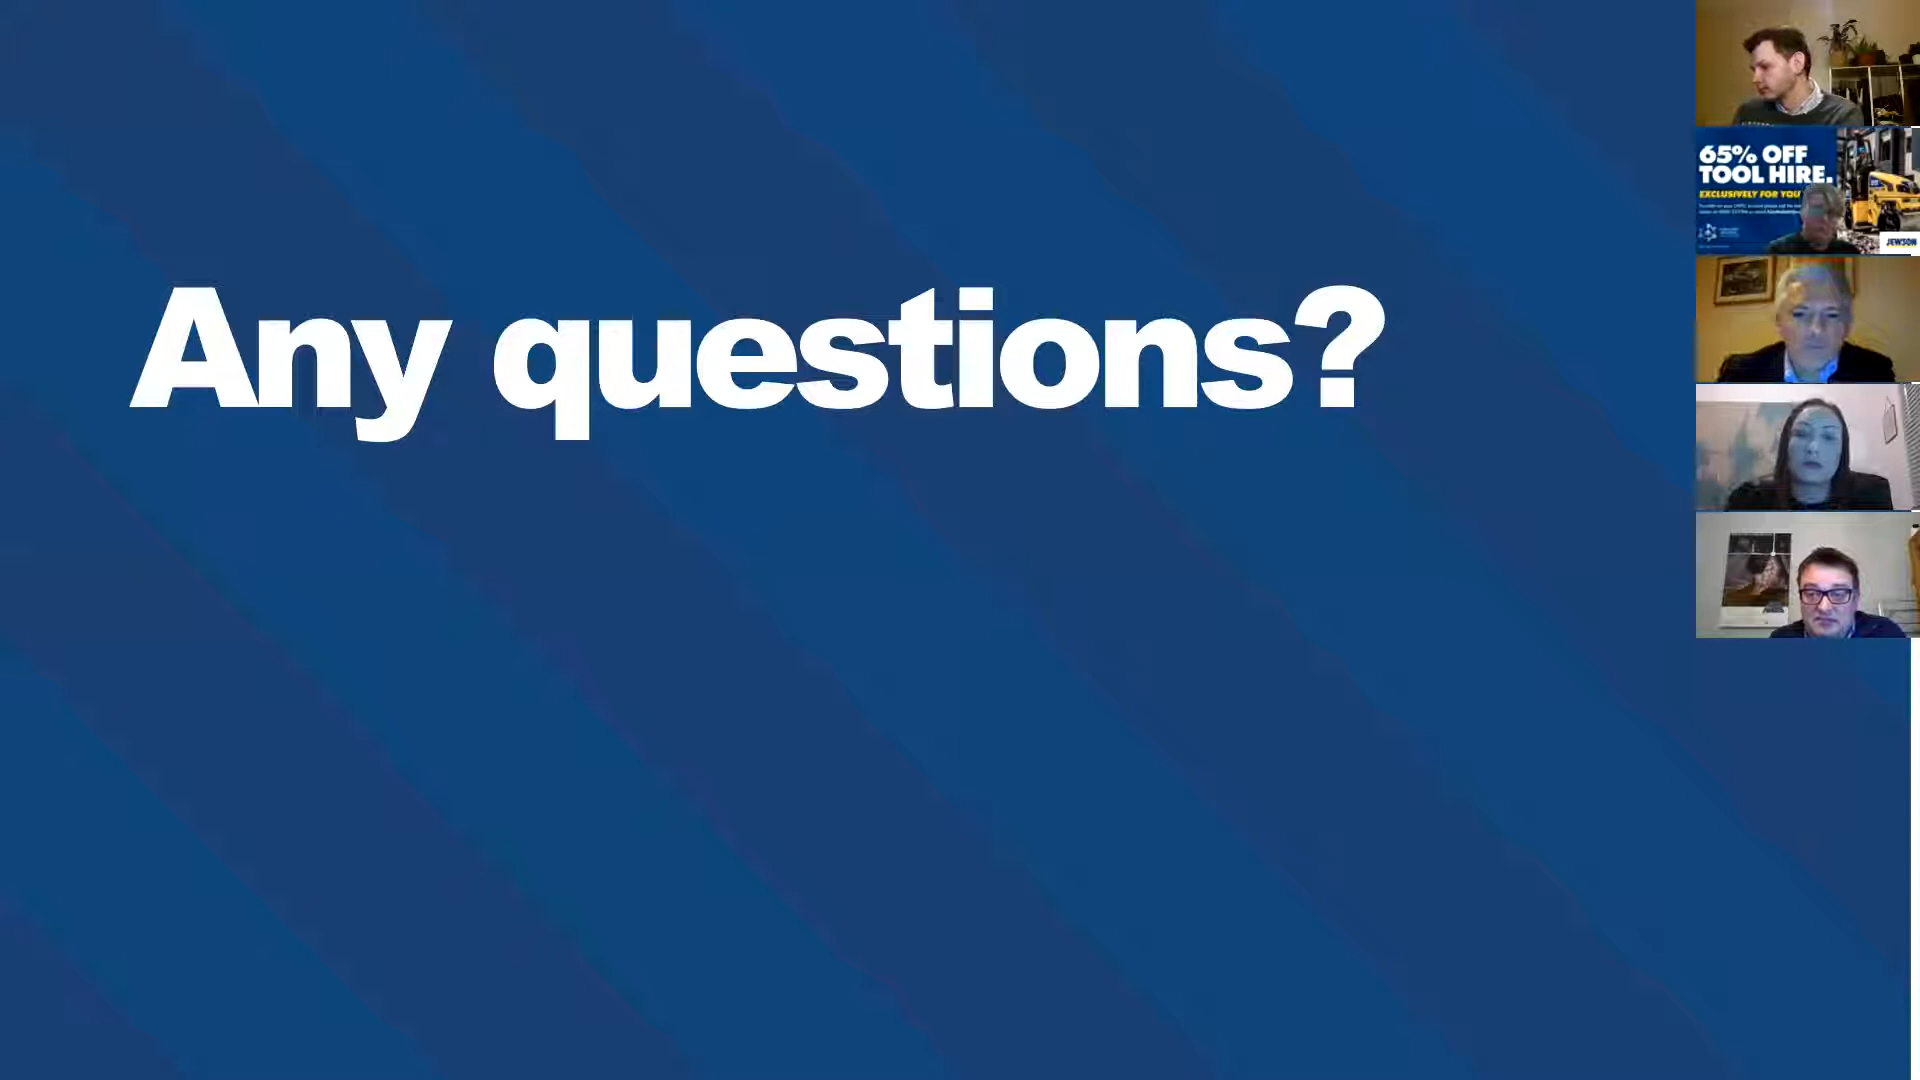 Any questions?
65% OFF
TOOL HIRE.
EXCLUSIVELY FOR YOU
JEWSON